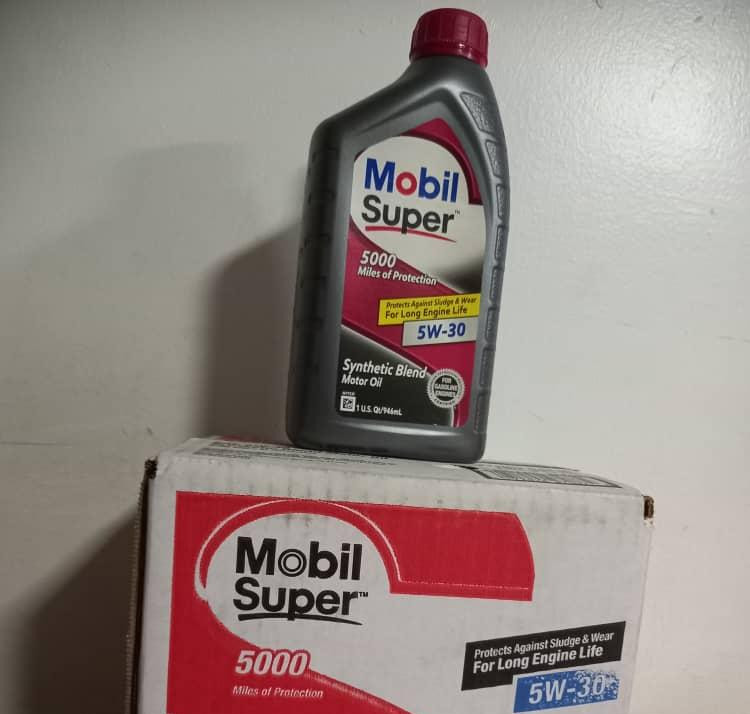 Mobil
Super™
5000
Miles of Protection
Protects Against Sludge & Wear
For Long Engine Life
5W-30
Synthetic Blend
Motor Oil
FOR
GASOLINE
ENGINES
1 U.S. Qt/946mL
Mobil
Super™
5000
Miles of Protection
Protects Against Sludge & Wear
For Long Engine Life
5W-30